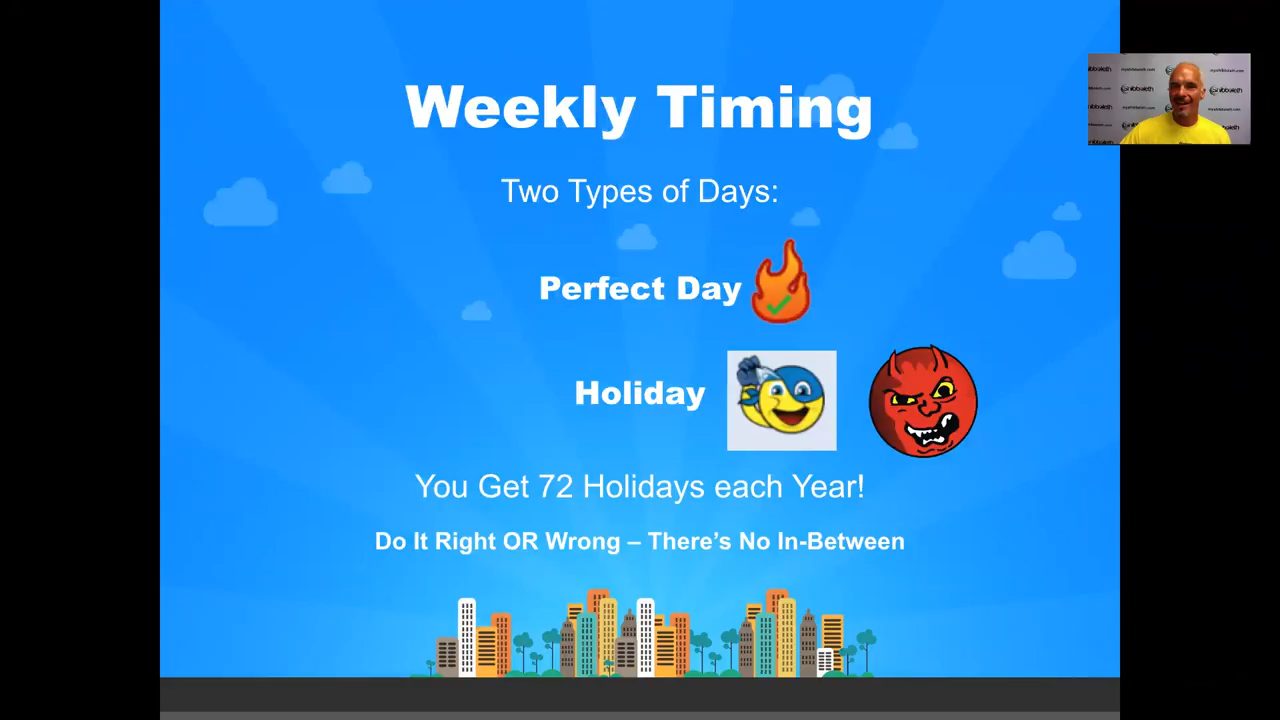 Weekly Timing
Two Types of Days:
Perfect Day
Holiday
You Get 72 Holidays each Year!
Do It Right OR Wrong – There's No In-Between